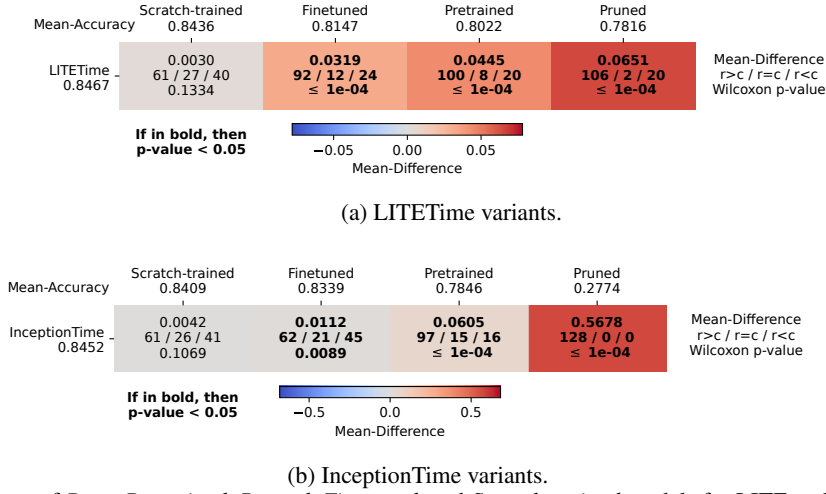 Mean-Accuracy Scratch-trained Finetuned Pretrained Pruned
0.8436 0.8147 0.8022 0.7816
LITETime
0.8467
0.0030 0.0319 0.0445 0.0651
61 / 27 / 40 92 / 12 / 24 100 / 8 / 20 106 / 2 / 20
0.1334 ≤ 1e-04 ≤ 1e-04 ≤ 1e-04
Mean-Difference
r>c / r=c / r<c
Wilcoxon p-value
If in bold, then
p-value < 0.05
−0.05 0.00 0.05
Mean-Difference
(a) LITETime variants.
Mean-Accuracy Scratch-trained Finetuned Pretrained Pruned
0.8409 0.8339 0.7846 0.2774
InceptionTime
0.8452
0.0042 0.0112 0.0605 0.5678
61 / 26 / 41 62 / 21 / 45 97 / 15 / 16 128 / 0 / 0
0.1069 0.0089 ≤ 1e-04 ≤ 1e-04
Mean-Difference
r>c / r=c / r<c
Wilcoxon p-value
If in bold, then
p-value < 0.05
−0.5 0.0 0.5
Mean-Difference
(b) InceptionTime variants.